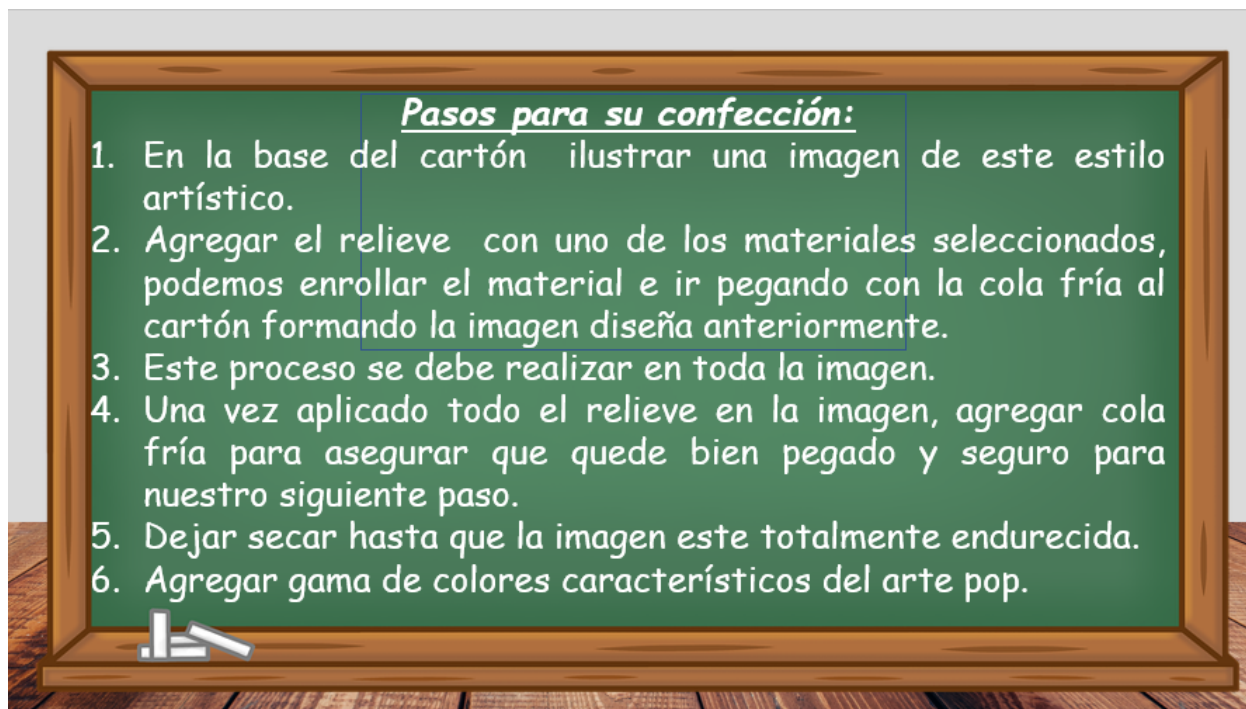 Pasos para su confección:
1. En la base del cartón ilustrar una imagen de este estilo
artístico.
2. Agregar el relieve con uno de los materiales seleccionados,
podemos enrollar el material e ir pegando con la cola fría al
cartón formando la imagen diseña anteriormente.
3. Este proceso se debe realizar en toda la imagen.
4. Una vez aplicado todo el relieve en la imagen, agregar cola
fría para asegurar que quede bien pegado y seguro para
nuestro siguiente paso.
5. Dejar secar hasta que la imagen este totalmente endurecida.
6. Agregar gama de colores característicos del arte pop.